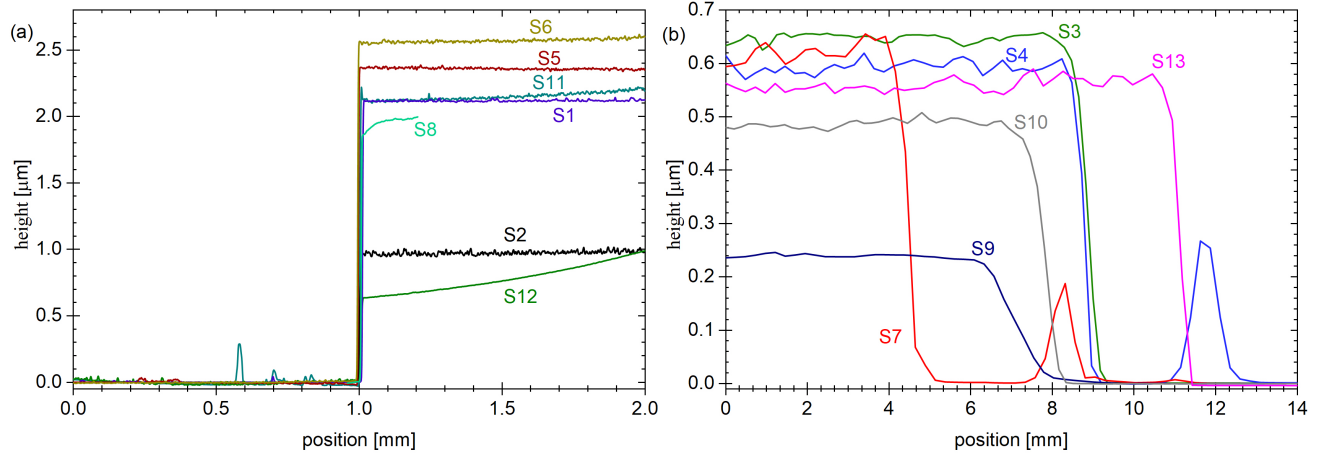 (a)
height [μm]
2.5
2.0
1.5
1.0
0.5
0.0
S6
S5
S11
S1
S8
S2
S12
0.0 0.5 1.0 1.5 2.0
position [mm]
(b)
height [μm]
0.7
0.6
0.5
0.4
0.3
0.2
0.1
0.0
S3
S4
S13
S10
S9
S7
0 2 4 6 8 10 12 14
position [mm]